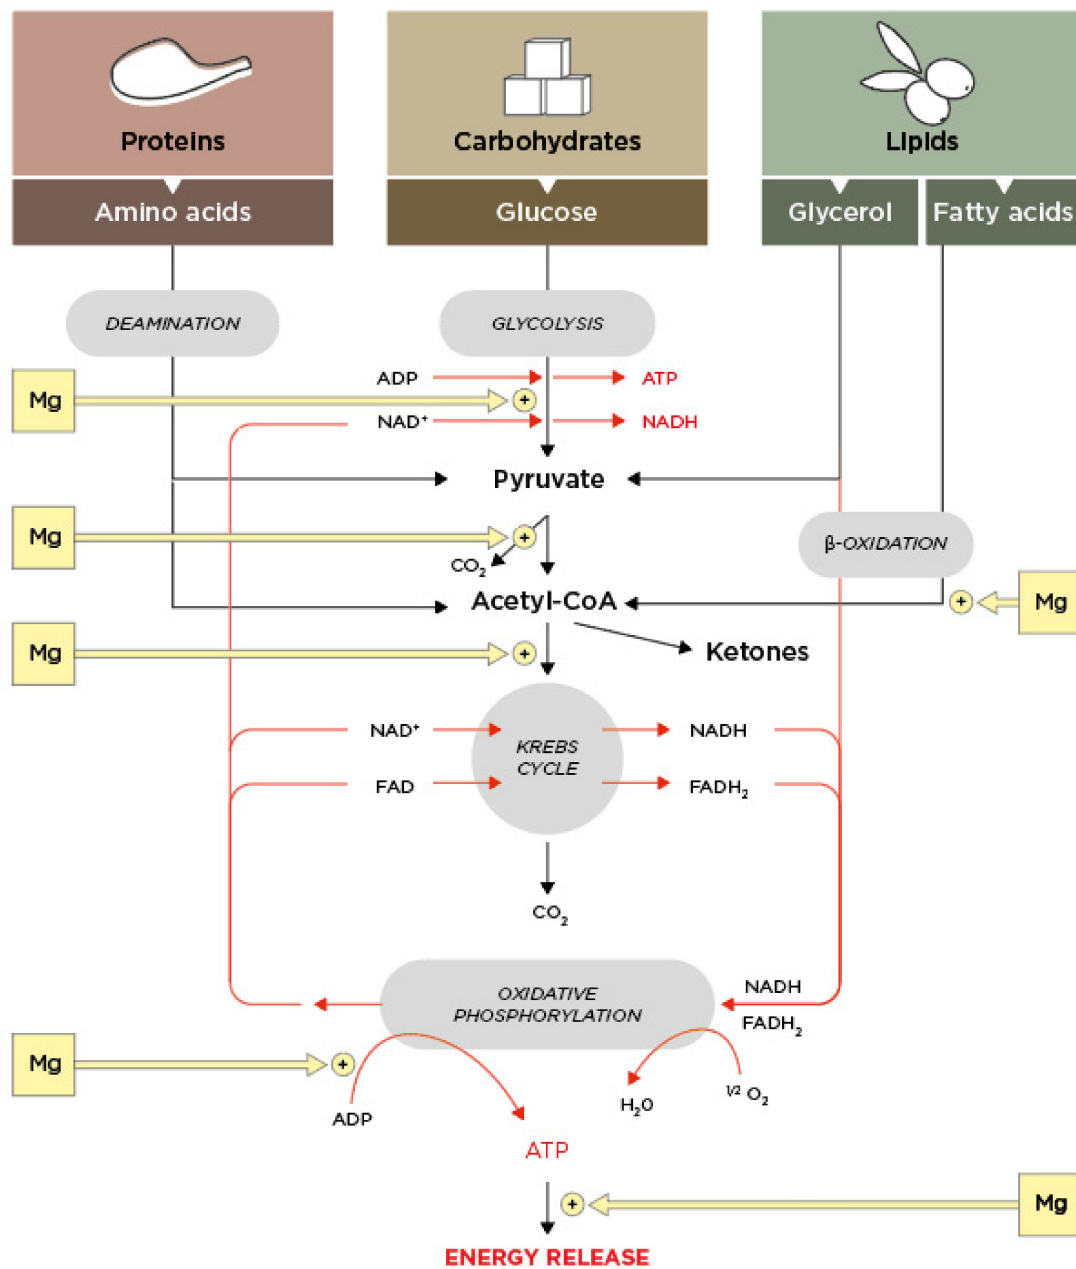 Proteins
Carbohydrates
Lipids
Amino acids
Glucose
Glycerol
Fatty acids
DEAMINATION
GLYCOLYSIS
ADP
ATP
Mg
+
NAD⁺
NADH
Pyruvate
Mg
+
β-OXIDATION
CO₂
Acetyl-CoA
+
Mg
Mg
+
Ketones
NAD⁺
KREBS
CYCLE
NADH
FAD
FADH₂
CO₂
OXIDATIVE
PHOSPHORYLATION
NADH
FADH₂
Mg
+
ADP
H₂O
1/2 O₂
ATP
+
Mg
ENERGY RELEASE